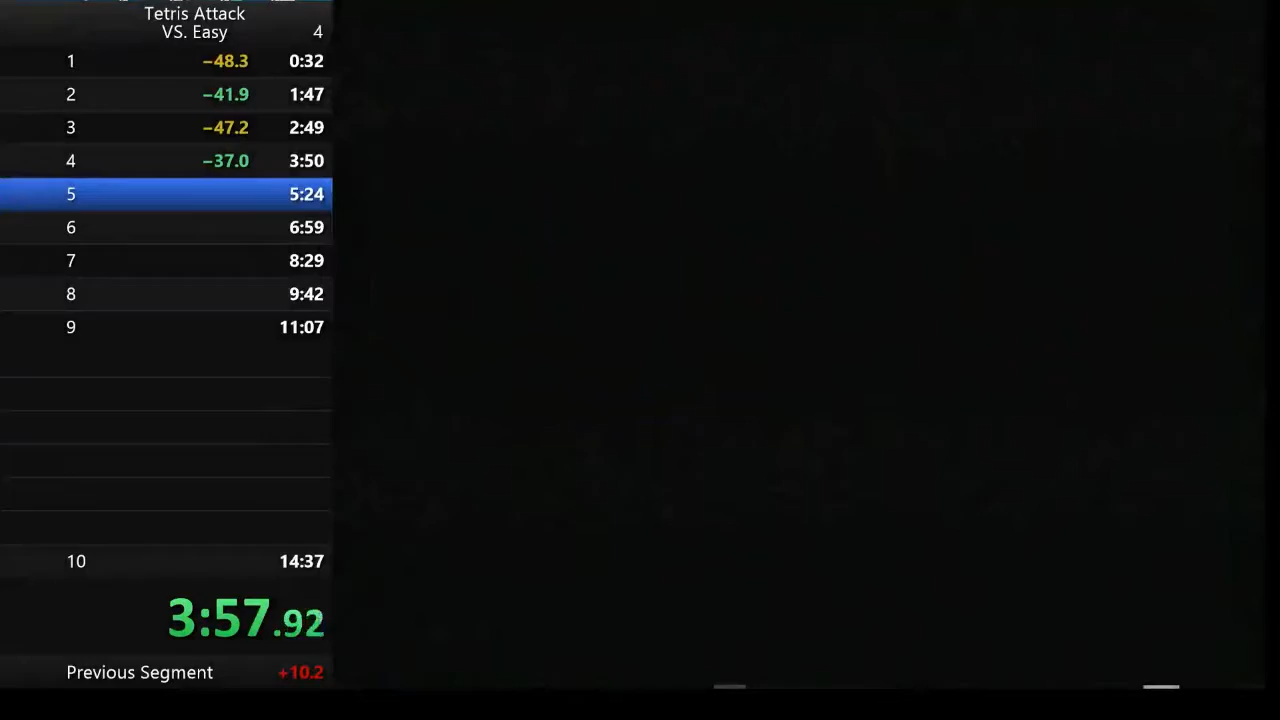 Tetris Attack
VS. Easy 4
1 −48.3 0:32
2 −41.9 1:47
3 −47.2 2:49
4 −37.0 3:50
5 5:24
6 6:59
7 8:29
8 9:42
9 11:07
10 14:37
3:57.92
Previous Segment +10.2